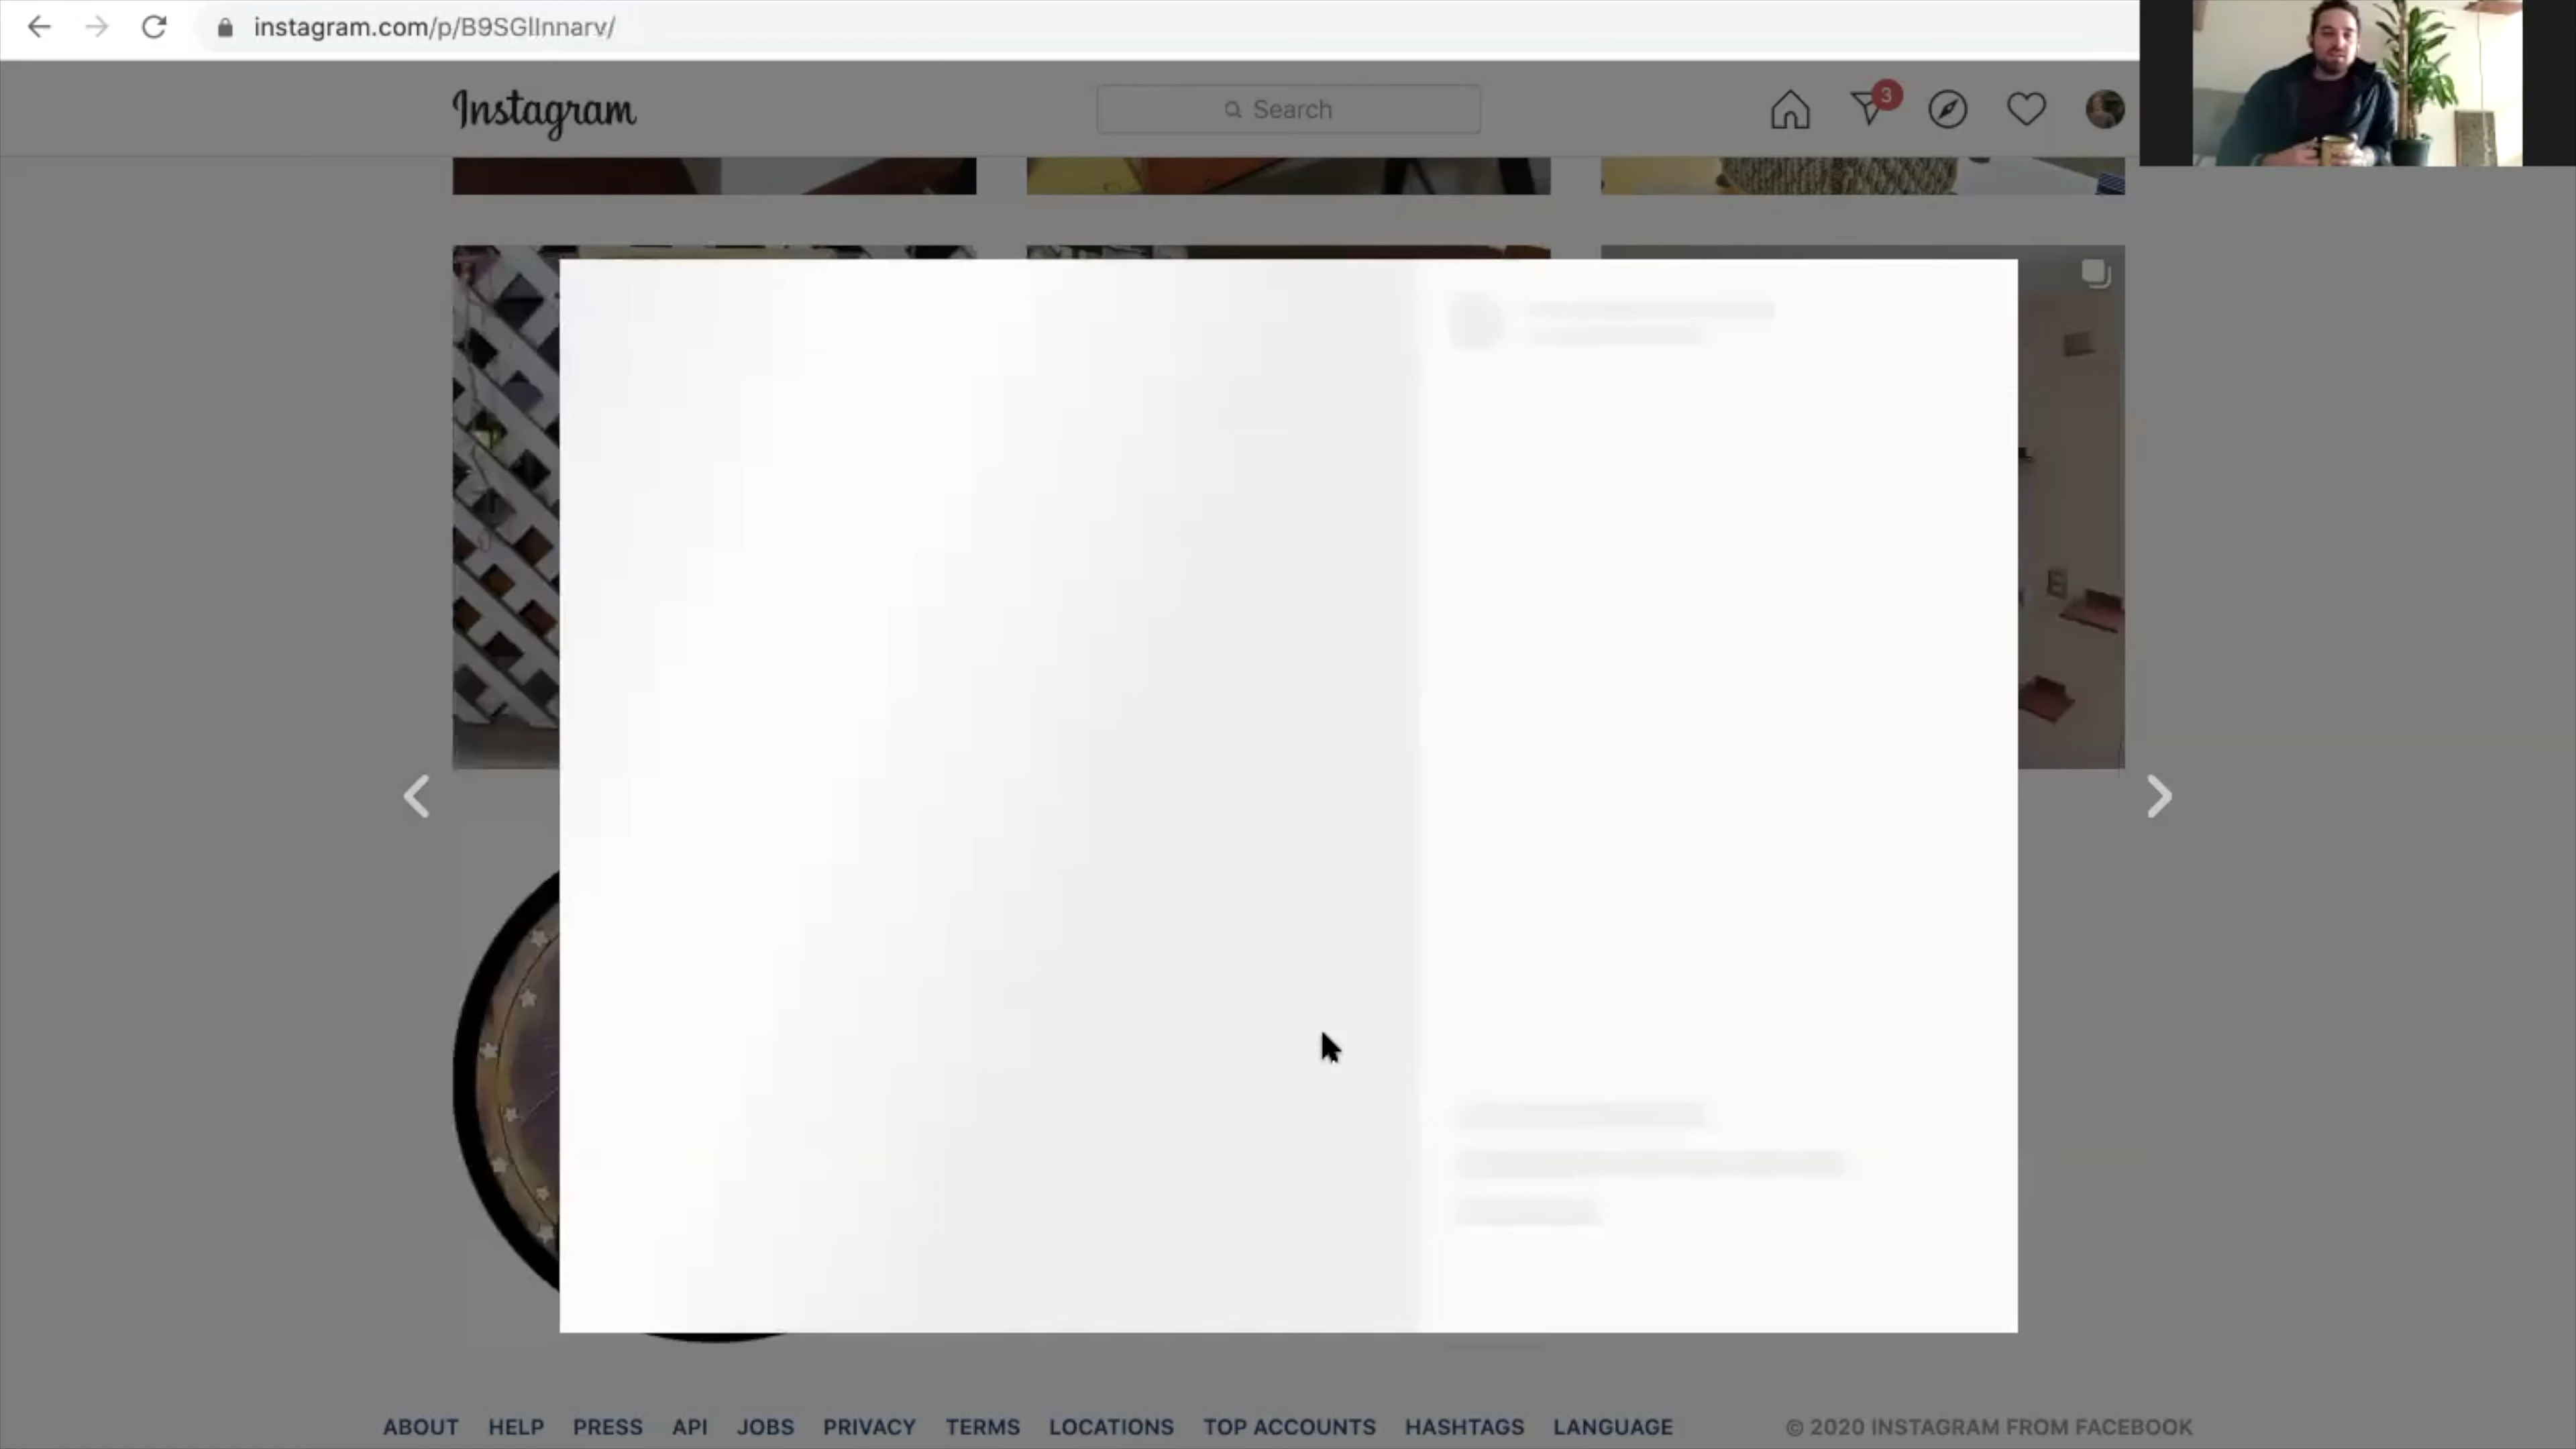 instagram.com/p/B9SGllnnarv/
Instagram
Search
3
ABOUT HELP PRESS API JOBS PRIVACY TERMS LOCATIONS TOP ACCOUNTS HASHTAGS LANGUAGE
© 2020 INSTAGRAM FROM FACEBOOK